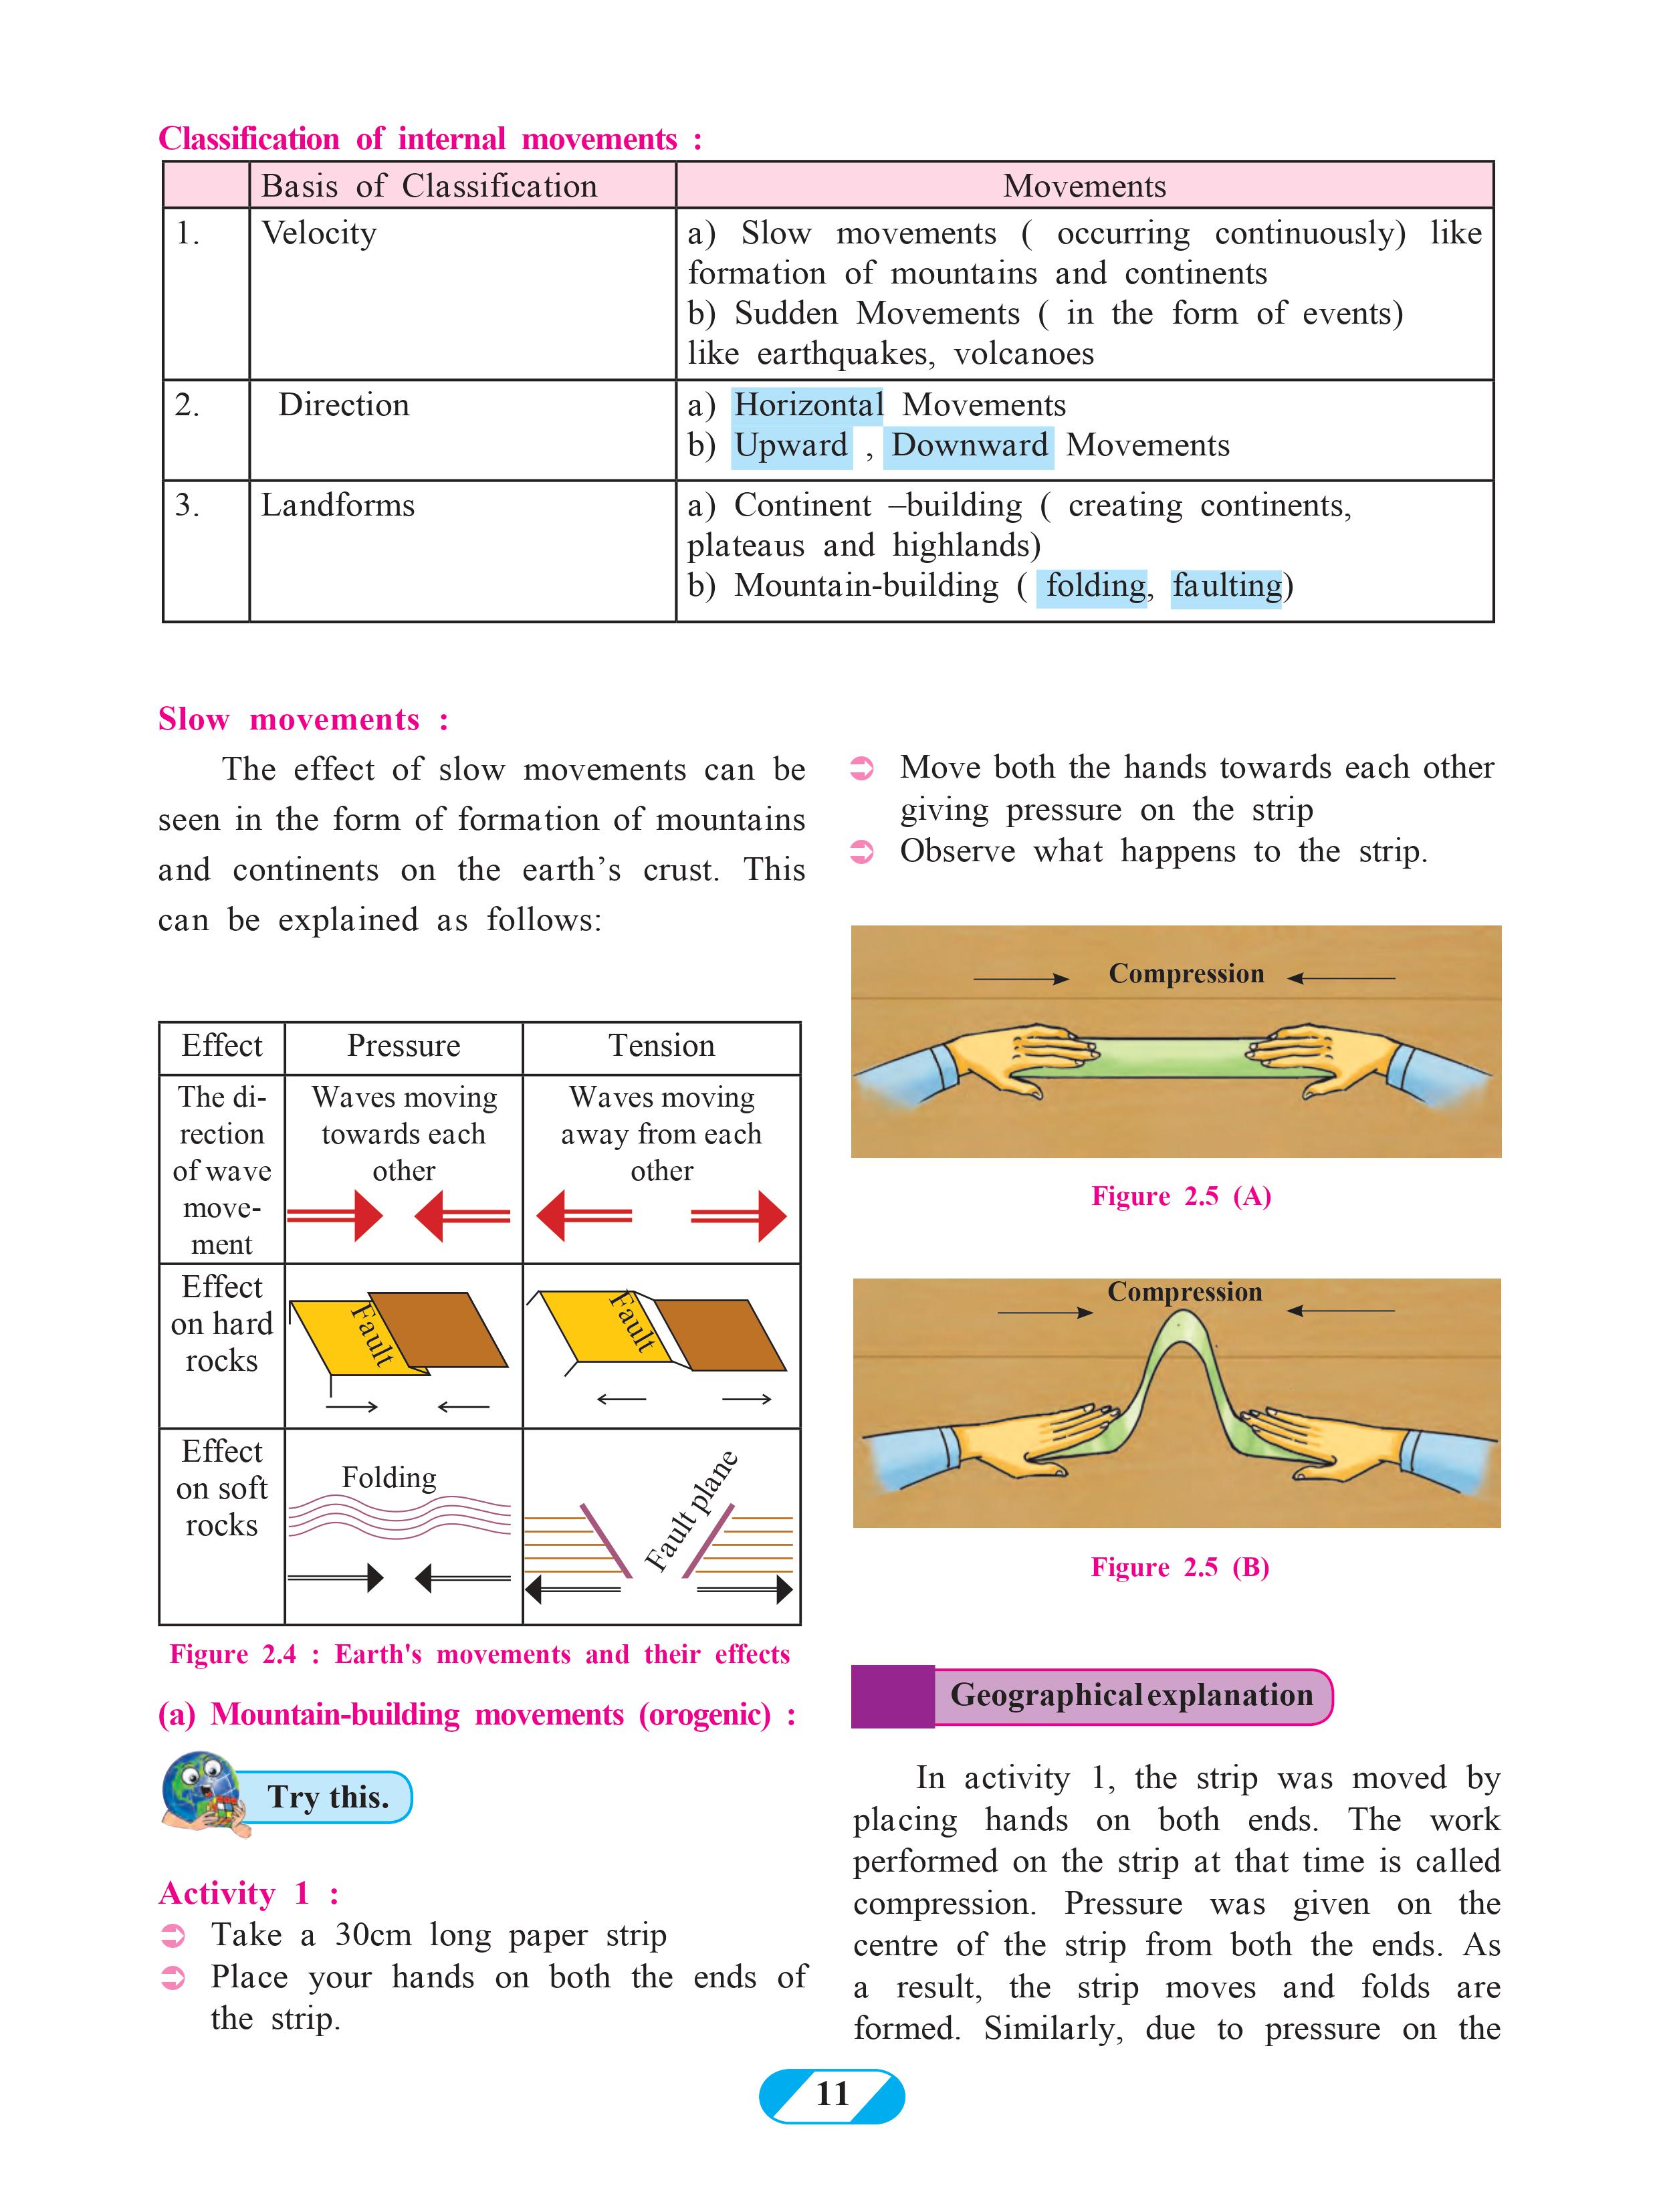 Classification of internal movements :
Basis of Classification
Movements
1.
Velocity
a) Slow movements ( occurring continuously) like
formation of mountains and continents
b) Sudden Movements ( in the form of events)
like earthquakes, volcanoes
2.
Direction
a) Horizontal Movements
b) Upward , Downward Movements
3.
Landforms
a) Continent –building ( creating continents,
plateaus and highlands)
b) Mountain-building ( folding, faulting)
Slow movements :
The effect of slow movements can be
seen in the form of formation of mountains
and continents on the earth’s crust. This
can be explained as follows:
Effect
Pressure
Tension
The di-
rection
of wave
move-
ment
Waves moving
towards each
other
Waves moving
away from each
other
Effect
on hard
rocks
Fault
Fault
Effect
on soft
rocks
Folding
Fault plane
Figure 2.4 : Earth's movements and their effects
(a) Mountain-building movements (orogenic) :
Try this.
Activity 1 :
Take a 30cm long paper strip
Place your hands on both the ends of
the strip.
Move both the hands towards each other
giving pressure on the strip
Observe what happens to the strip.
Compression
Figure 2.5 (A)
Compression
Figure 2.5 (B)
Geographical explanation
In activity 1, the strip was moved by
placing hands on both ends. The work
performed on the strip at that time is called
compression. Pressure was given on the
centre of the strip from both the ends. As
a result, the strip moves and folds are
formed. Similarly, due to pressure on the
11